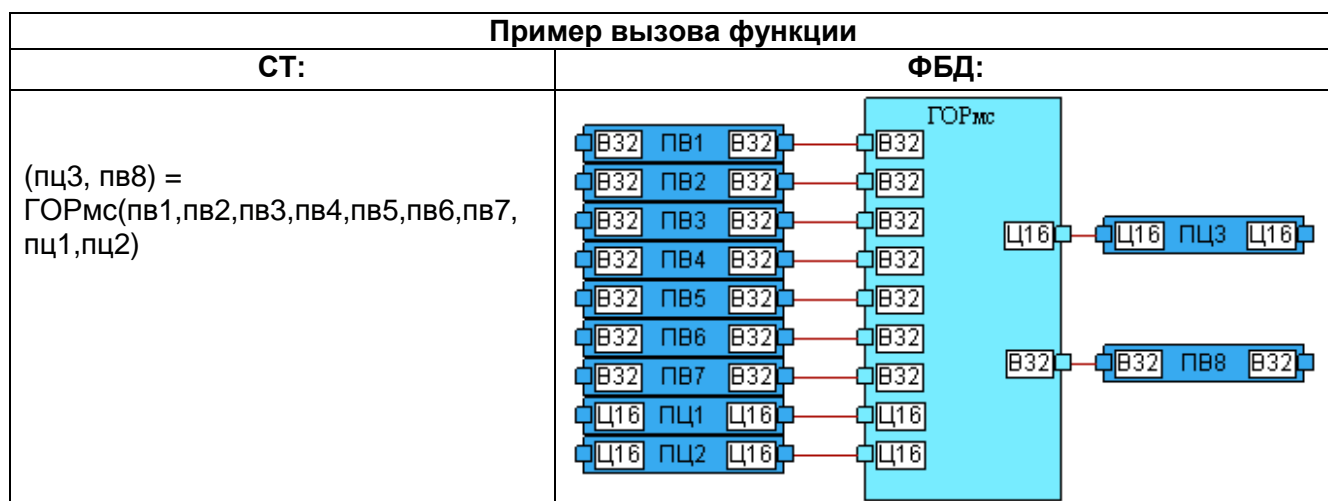 Пример вызова функции
СТ:
ФБД:
(пц3, пв8) =
ГОРмс(пв1,пв2,пв3,пв4,пв5,пв6,пв7,
пц1,пц2)
ГОРмс
В32 ПВ1 В32 В32
В32 ПВ2 В32 В32
В32 ПВ3 В32 В32
Ц16 Ц16 ПЦ3 Ц16
В32 ПВ4 В32 В32
В32 ПВ5 В32 В32
В32 ПВ6 В32 В32
В32 В32 ПВ8 В32
В32 ПВ7 В32 В32
Ц16 ПЦ1 Ц16 Ц16
Ц16 ПЦ2 Ц16 Ц16